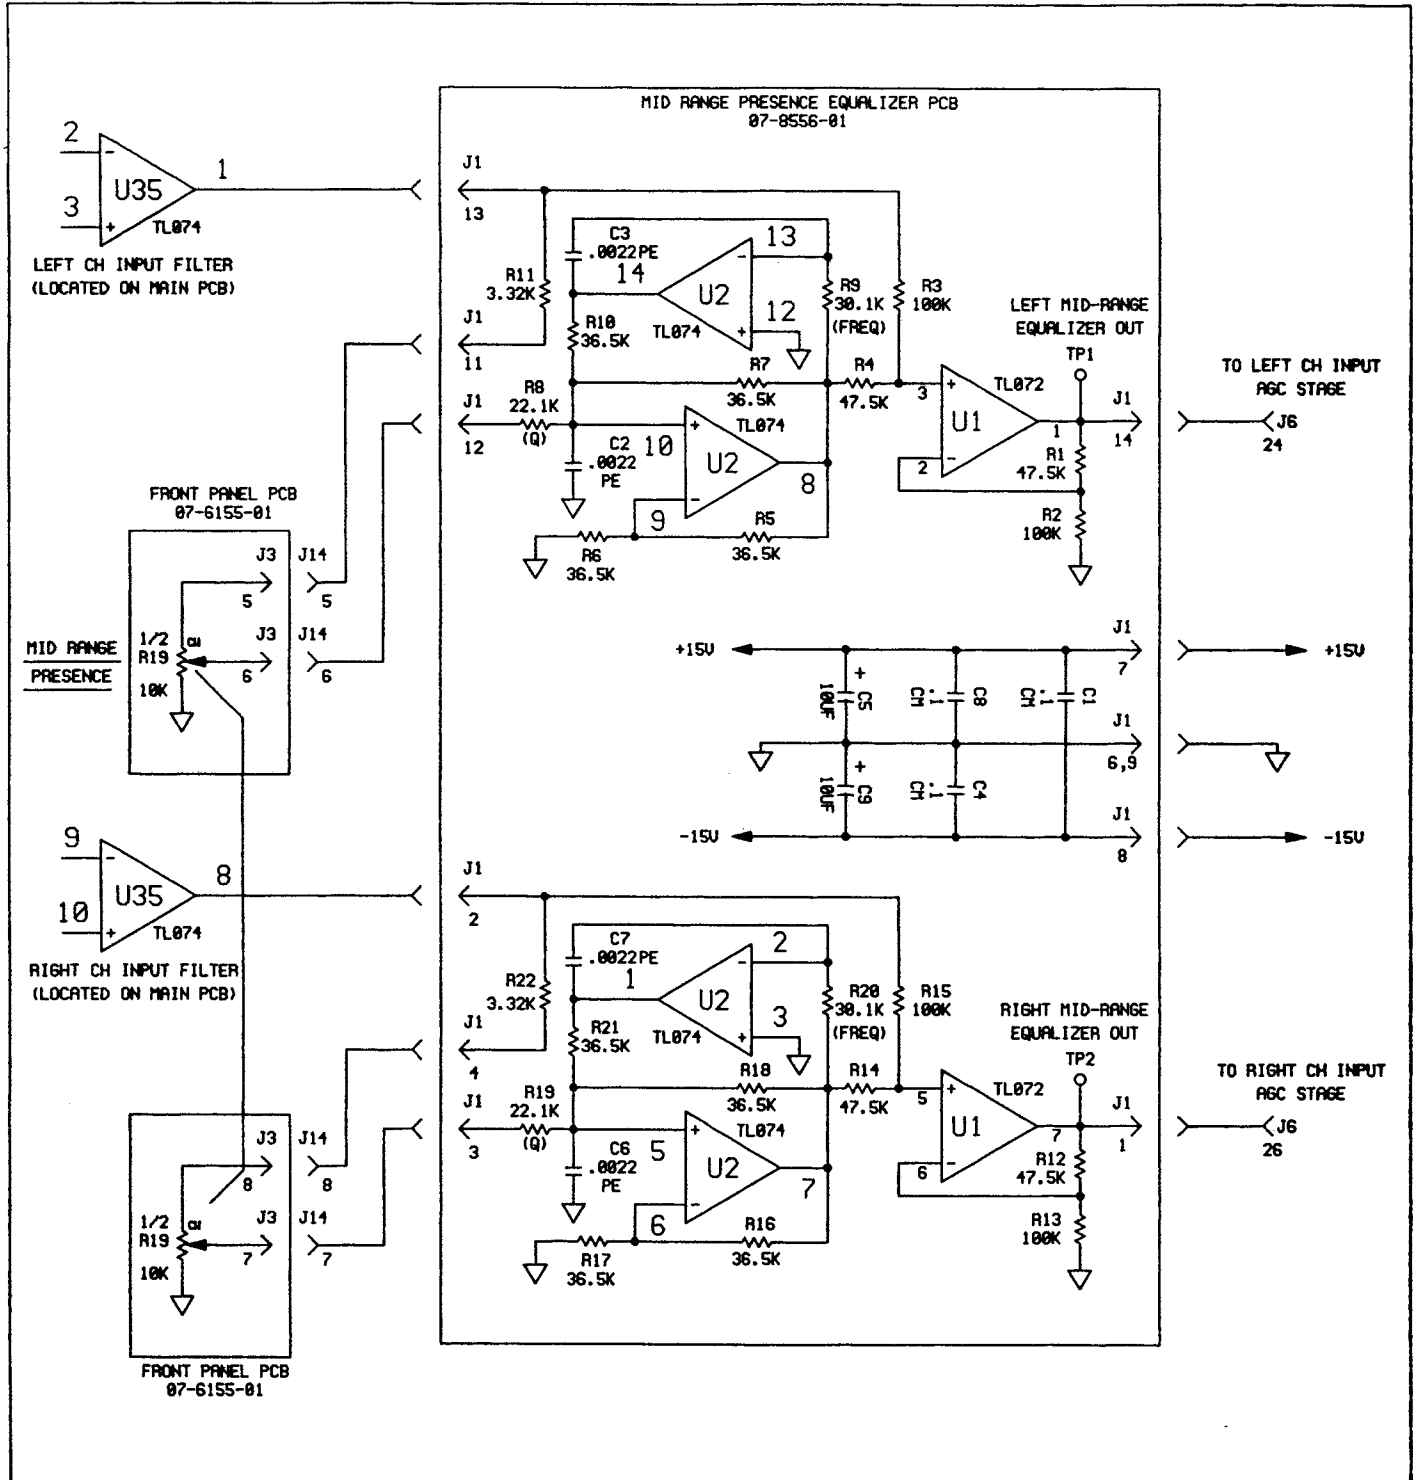 MID RANGE PRESENCE EQUALIZER PCB
07-8556-01
2
3
-
+
U35
1
TL074
LEFT CH INPUT FILTER
(LOCATED ON MAIN PCB)
J1
13
R11
3.32K
J1
11
J1
12
C3
.0022PE
14
R10
36.5K
U2
TL074
13
12
-
+
R9
30.1K
(FREQ)
R3
100K
R8
22.1K
(Q)
R7
36.5K
R4
47.5K
C2
.0022
PE
10
9
+
-
U2
TL074
8
R6
36.5K
R5
36.5K
3
2
+
-
U1
TL072
1
LEFT MID-RANGE
EQUALIZER OUT
TP1
J1
14
R1
47.5K
R2
100K
TO LEFT CH INPUT
AGC STAGE
J6
24
FRONT PANEL PCB
07-6155-01
J3
5
J14
5
J3
6
J14
6
1/2
R19
10K
CW
MID RANGE
PRESENCE
+15V
J1
7
+15V
+
C5
10UF
C8
.1
CM
C1
.1
CM
J1
6,9
+
C9
10UF
C4
.1
CM
-15V
J1
8
-15V
9
10
-
+
U35
8
TL074
RIGHT CH INPUT FILTER
(LOCATED ON MAIN PCB)
J1
2
R22
3.32K
J1
4
J1
3
C7
.0022PE
1
R21
36.5K
U2
TL074
2
3
-
+
R20
30.1K
(FREQ)
R15
100K
R19
22.1K
(Q)
R18
36.5K
R14
47.5K
C6
.0022
PE
5
6
+
-
U2
TL074
7
R17
36.5K
R16
36.5K
5
6
+
-
U1
TL072
7
RIGHT MID-RANGE
EQUALIZER OUT
TP2
J1
1
R12
47.5K
R13
100K
TO RIGHT CH INPUT
AGC STAGE
J6
26
J3
8
J14
8
J3
7
J14
7
1/2
R19
10K
CW
FRONT PANEL PCB
07-6155-01